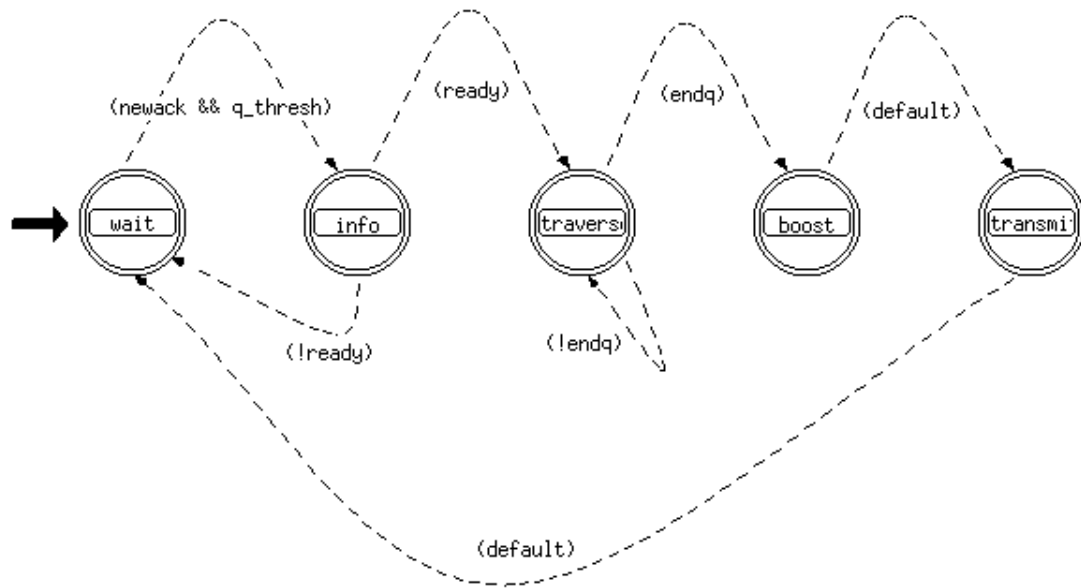 (ready)
(endq)
(newack && q_thresh)
(default)
wait
info
travers
boost
transmi
(!ready)
(!endq)
(default)